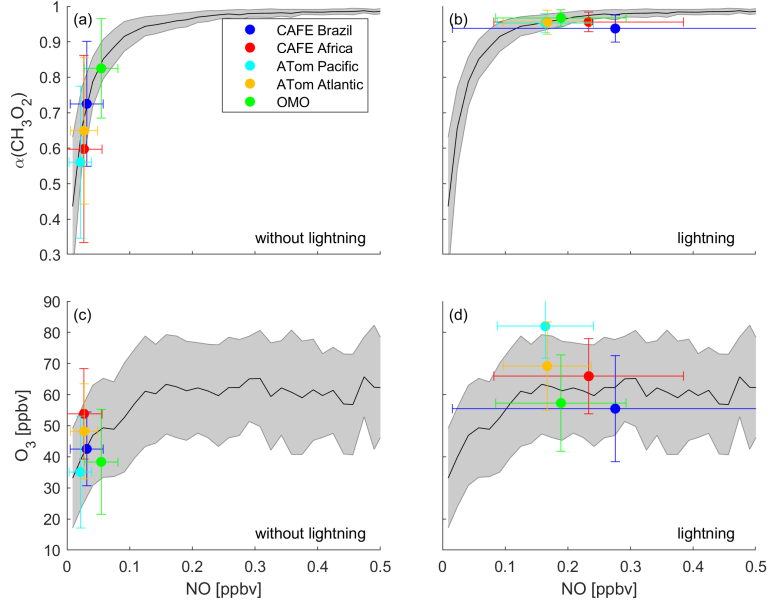 (a)
CAFE Brazil
CAFE Africa
ATom Pacific
ATom Atlantic
OMO
1
0.9
0.8
0.7
0.6
0.5
0.4
0.3
α(CH3O2)
without lightning
(b)
lightning
(c)
90
80
70
60
50
40
30
20
10
O3 [ppbv]
without lightning
0
0.1
0.2
0.3
0.4
0.5
NO [ppbv]
(d)
lightning
0
0.1
0.2
0.3
0.4
0.5
NO [ppbv]